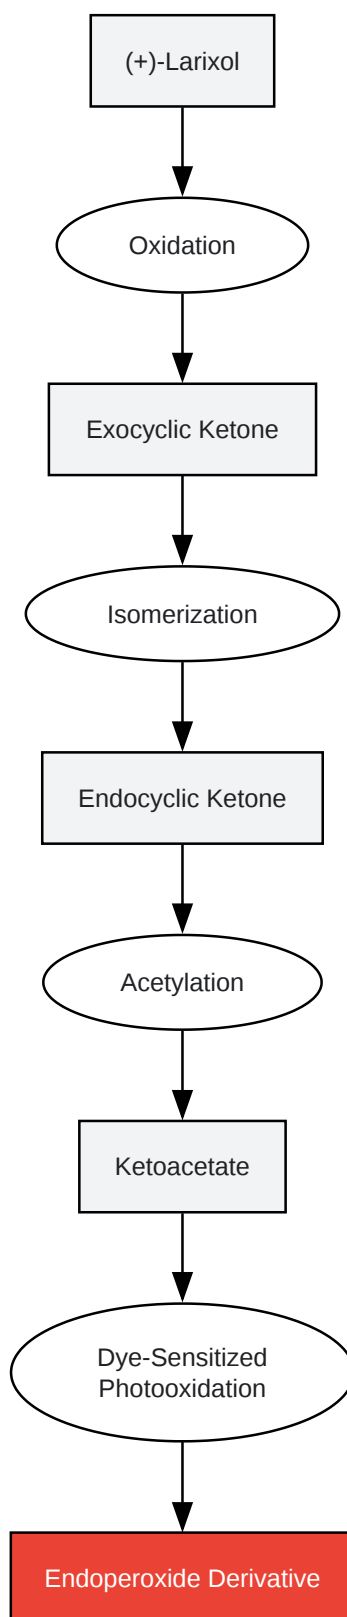 (+)-Larixol
Oxidation
Exocyclic Ketone
Isomerization
Endocyclic Ketone
Acetylation
Ketoacetate
Dye-Sensitized
Photooxidation
Endoperoxide Derivative